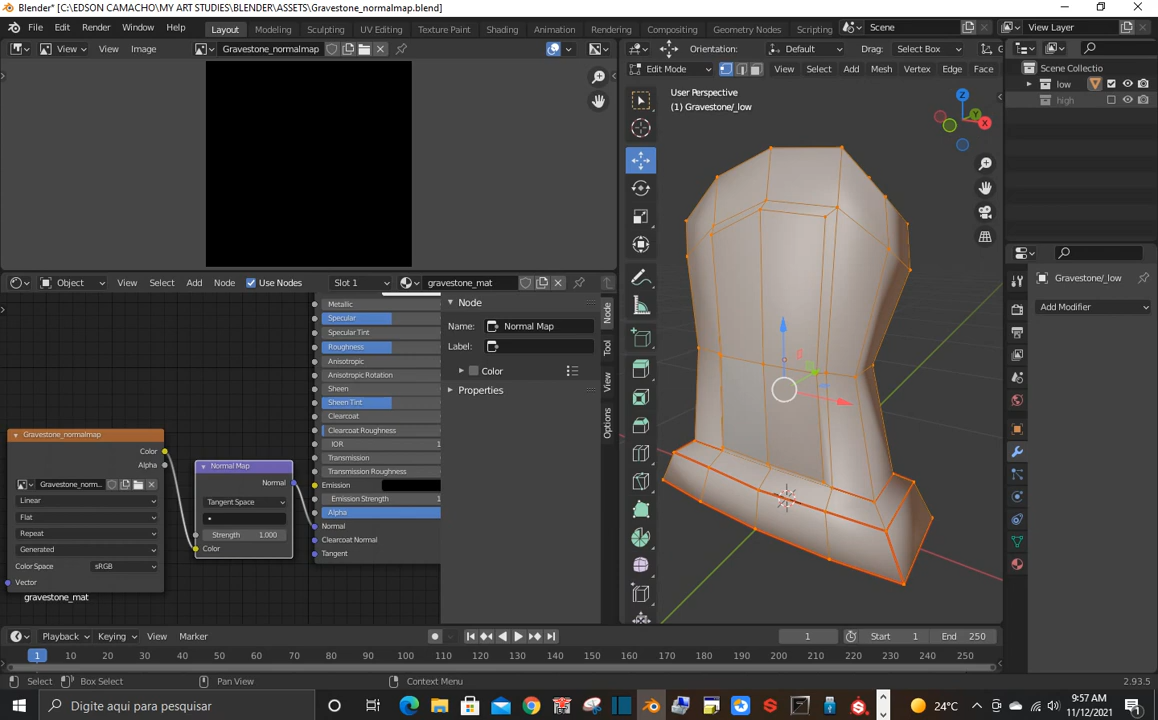 Blender* [C:\EDSON CAMACHO\MY ART STUDIES\BLENDER\ASSETS\Gravestone_normalmap.blend]
File Edit Render Window Help Layout Modeling Sculpting UV Editing Texture Paint Shading Animation Rendering Compositing Geometry Nodes Scripting Scene View Layer
View View Image Gravestone_normalmap Orientation: Default Drag: Select Box
Edit Mode View Select Add Mesh Vertex Edge Face
Scene Collectio
low
high
User Perspective
(1) Gravestone/_low
Z
Y
X
Gravestone/_low
Add Modifier
Object View Select Add Node Use Nodes Slot 1 gravestone_mat
Metallic
Specular
Specular Tint
Roughness
Anisotropic
Anisotropic Rotation
Sheen
Sheen Tint
Clearcoat
Clearcoat Roughness
IOR 1
Transmission
Transmission Roughness
Emission
Emission Strength 1
Alpha
Normal
Clearcoat Normal
Tangent
Node
Name: Normal Map
Label:
Color
Properties
Node
Tool
View
Options
Gravestone_normalmap
Color
Alpha
Gravestone_norm...
Linear
Flat
Repeat
Generated
Color Space sRGB
Vector
gravestone_mat
Normal Map
Normal
Tangent Space
Strength 1.000
Color
Playback Keying View Marker 1 Start 1 End 250
1 10 20 30 40 50 60 70 80 90 100 110 120 130 140 150 160 170 180 190 200 210 220 230 240 250
Select Box Select Pan View Context Menu 2.93.5
Digite aqui para pesquisar 24°C 9:57 AM
11/12/2021